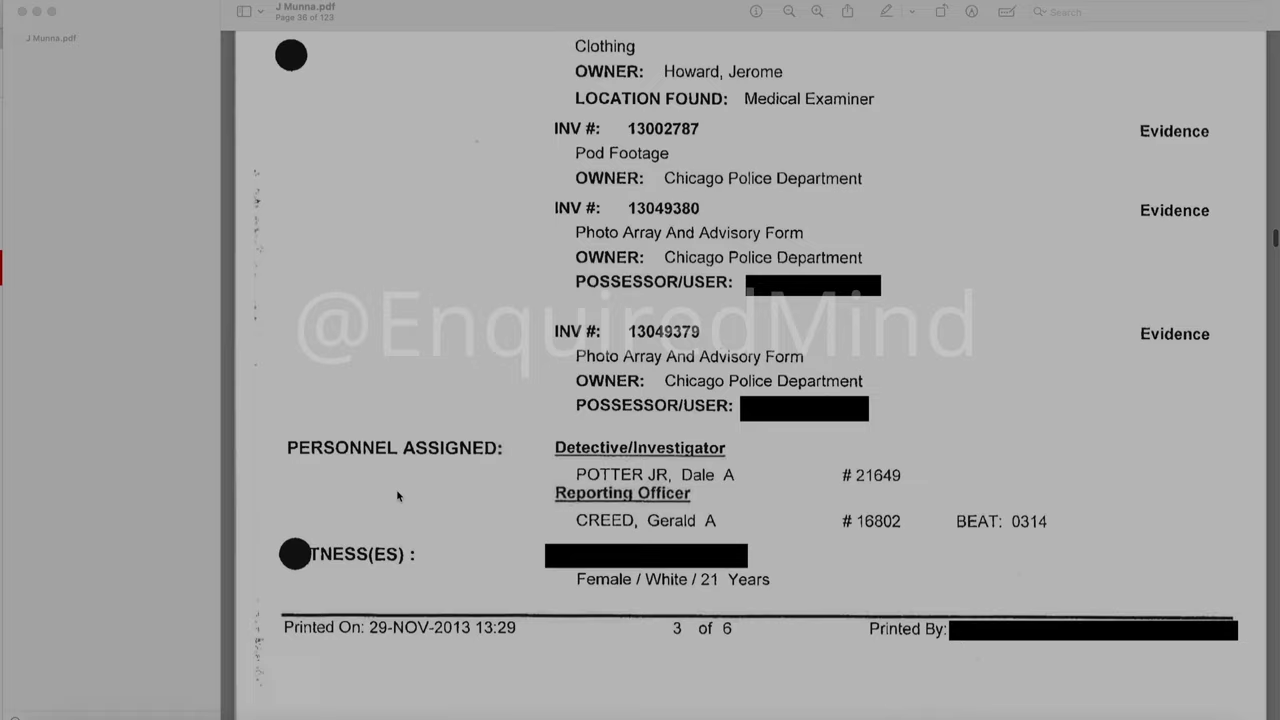 J Munna.pdf
Page 36 of 123
Search
J Munna.pdf
Clothing
OWNER: Howard, Jerome
LOCATION FOUND: Medical Examiner
INV #: 13002787 Evidence
Pod Footage
OWNER: Chicago Police Department
INV #: 13049380 Evidence
Photo Array And Advisory Form
OWNER: Chicago Police Department
POSSESSOR/USER:
@EnquiredMind
INV #: 13049379 Evidence
Photo Array And Advisory Form
OWNER: Chicago Police Department
POSSESSOR/USER:
PERSONNEL ASSIGNED: Detective/Investigator
POTTER JR, Dale A # 21649
Reporting Officer
CREED, Gerald A # 16802 BEAT: 0314
TNESS(ES) :
Female / White / 21 Years
Printed On: 29-NOV-2013 13:29 3 of 6 Printed By: